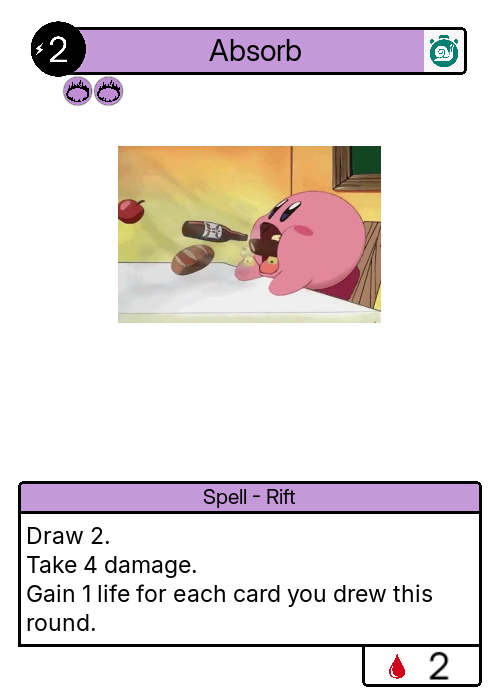 2
Absorb
Spell - Rift
Draw 2.
Take 4 damage.
Gain 1 life for each card you drew this
round.
2